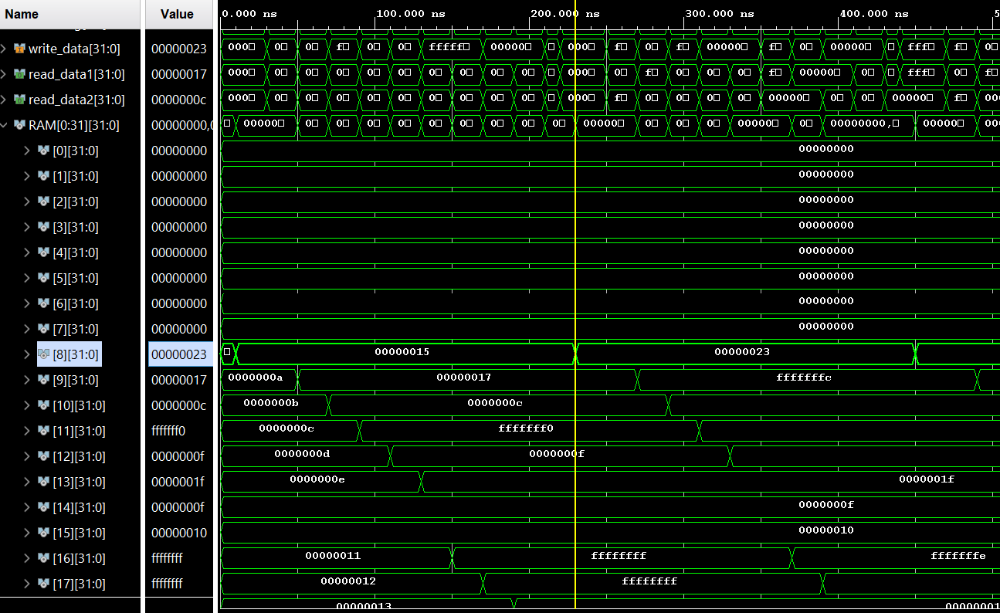 Name Value 0.000 ns 100.000 ns 200.000 ns 300.000 ns 400.000 ns 5
write_data[31:0] 00000023 000 0 0 f 0 0 fffff 00000 000 f 0 f 00000 f 0 00000 fff f 0
read_data1[31:0] 00000017 000 0 0 0 0 0 0 0 0 0 000 0 f 0 0 f 00000 0 0 fff 0 f
read_data2[31:0] 0000000c 000 0 0 0 0 0 0 0 0 0 000 f 0 0 0 00000 0 0 00000 f 00
RAM[0:31][31:0] 00000000,0 00000 0 0 0 0 0 0 0 0 0 00000 0 0 0 00000 0 00000000, 00000 00
[0][31:0] 00000000 00000000
[1][31:0] 00000000 00000000
[2][31:0] 00000000 00000000
[3][31:0] 00000000 00000000
[4][31:0] 00000000 00000000
[5][31:0] 00000000 00000000
[6][31:0] 00000000 00000000
[7][31:0] 00000000 00000000
[8][31:0] 00000023 00000015 00000023
[9][31:0] 00000017 0000000a 00000017 fffffffc
[10][31:0] 0000000c 0000000b 0000000c
[11][31:0] fffffff0 0000000c fffffff0
[12][31:0] 0000000f 0000000d 0000000f
[13][31:0] 0000001f 0000000e 0000001f
[14][31:0] 0000000f 0000000f
[15][31:0] 00000010 00000010
[16][31:0] ffffffff 00000011 ffffffff fffffffe
[17][31:0] ffffffff 00000012 ffffffff
00000013 00000001